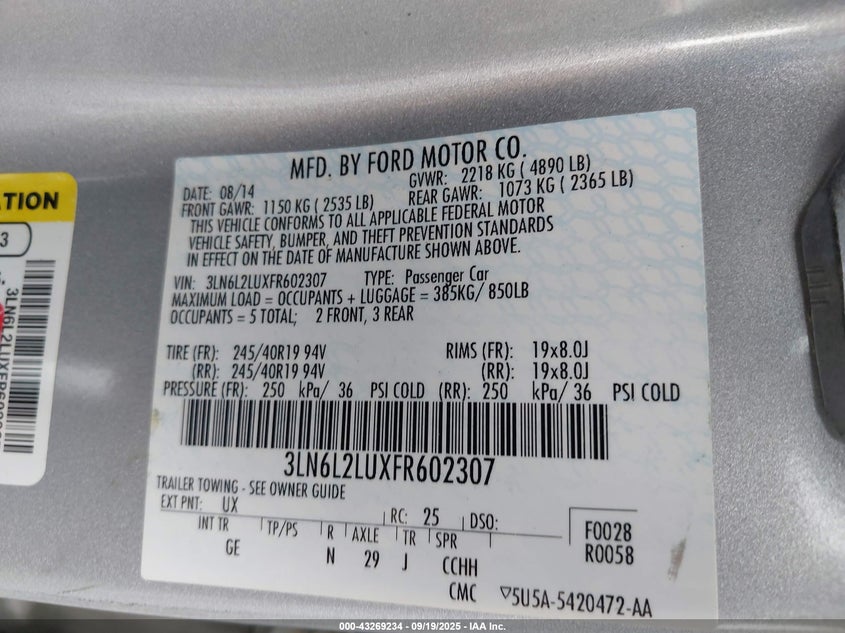 ATION
3
3LN6L2LUXFR602307
MFD. BY FORD MOTOR CO.
DATE: 08/14 GVWR: 2218 KG ( 4890 LB)
FRONT GAWR: 1150 KG ( 2535 LB) REAR GAWR: 1073 KG ( 2365 LB)
THIS VEHICLE CONFORMS TO ALL APPLICABLE FEDERAL MOTOR
VEHICLE SAFETY, BUMPER, AND THEFT PREVENTION STANDARDS
IN EFFECT ON THE DATE OF MANUFACTURE SHOWN ABOVE.
VIN: 3LN6L2LUXFR602307 TYPE: Passenger Car
MAXIMUM LOAD = OCCUPANTS + LUGGAGE = 385KG/ 850LB
OCCUPANTS = 5 TOTAL; 2 FRONT, 3 REAR
TIRE (FR): 245/40R19 94V RIMS (FR): 19x8.0J
(RR): 245/40R19 94V (RR): 19x8.0J
PRESSURE (FR): 250 kPa/ 36 PSI COLD (RR): 250 kPa/ 36 PSI COLD
3LN6L2LUXFR602307
TRAILER TOWING - SEE OWNER GUIDE
EXT PNT: UX RC: 25 DSO:
INT TR TP/PS R AXLE TR SPR F0028
GE N 29 J CCHH R0058
CMC ▽5U5A-5420472-AA
000-43269234 - 09/19/2025 - IAA Inc.